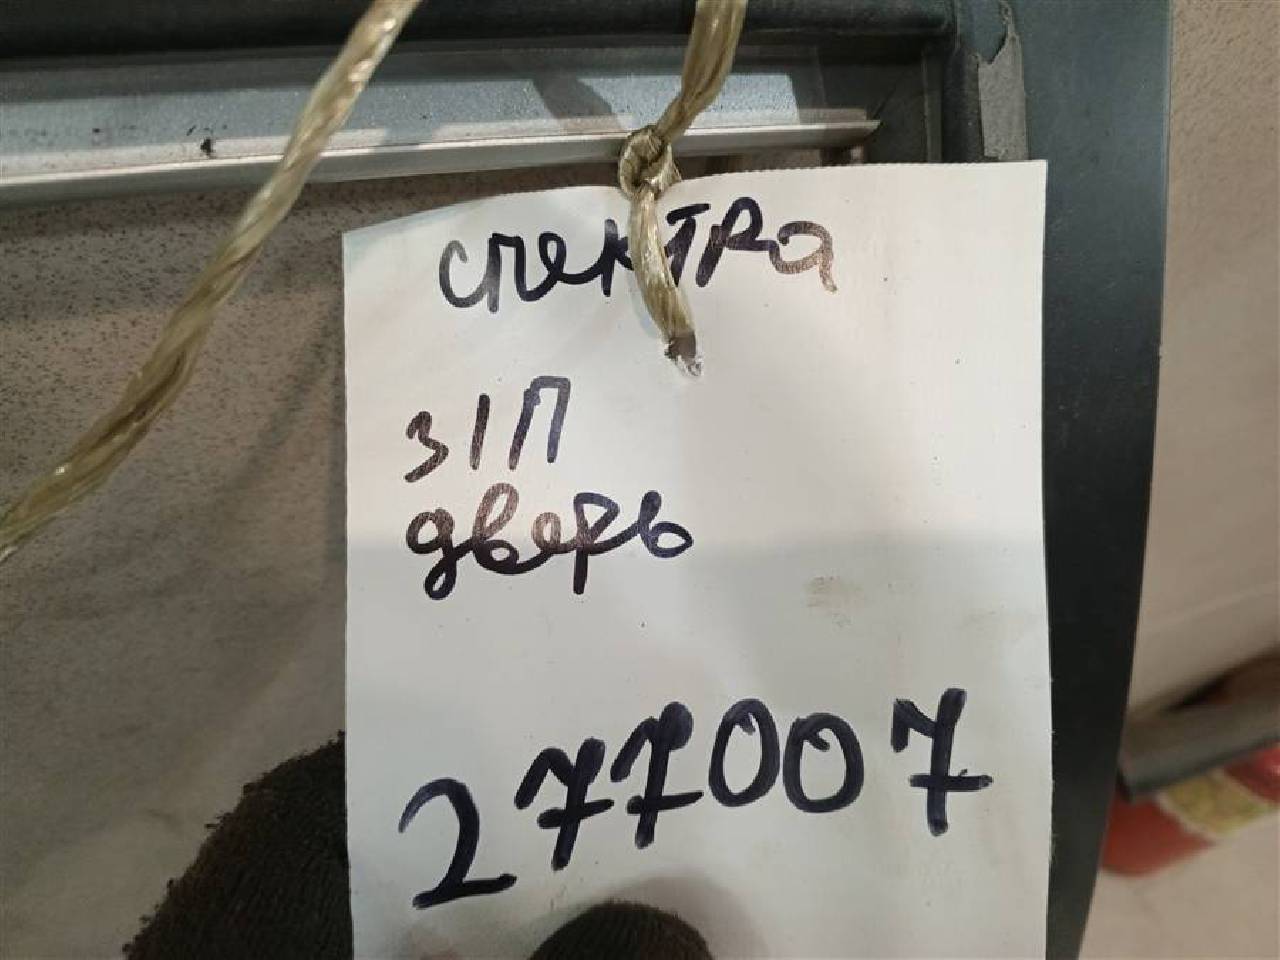 спектра
з/п
дверь
277007